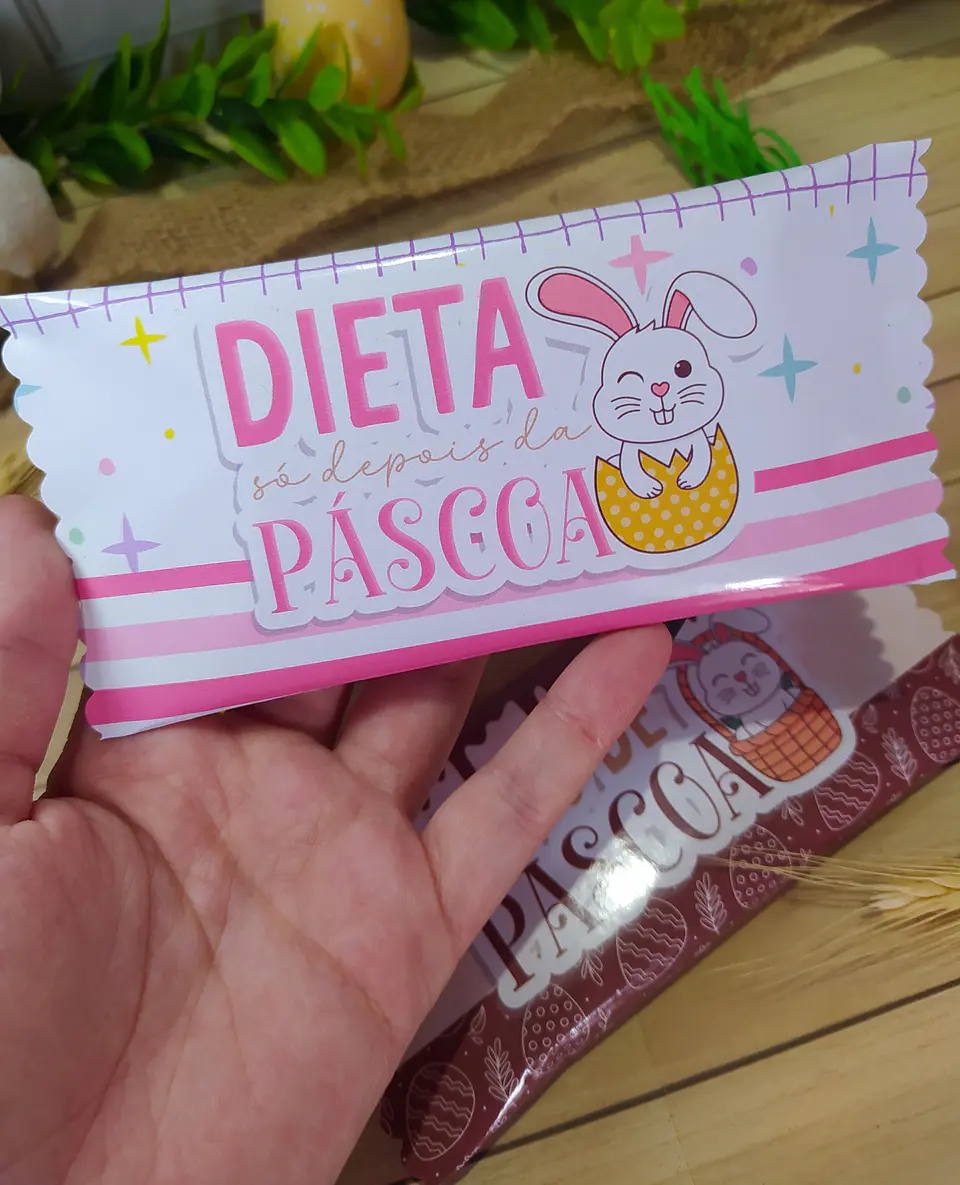 DIETA
só depois da
PÁSCOA
PÁSCOA